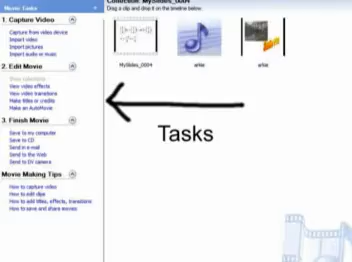 Movie Tasks
Collection: MySlides_0004
Drag a clip and drop it on the timeline below.
1. Capture Video
Capture from video device
Import video
Import pictures
Import audio or music
2. Edit Movie
Show collections
View video effects
View video transitions
Make titles or credits
Make an AutoMovie
3. Finish Movie
Save to my computer
Save to CD
Send in e-mail
Send to the Web
Send to DV camera
Movie Making Tips
How to capture video
How to edit clips
How to add titles, effects, transitions
How to save and share movies
MySlides_0004
Tasks